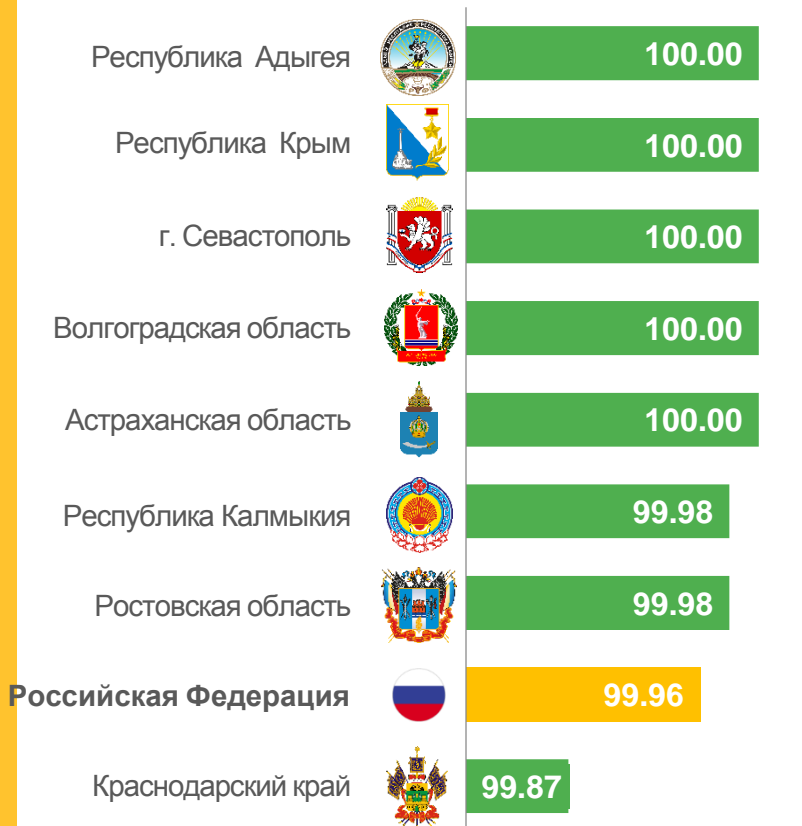 Республика Адыгея 100.00
Республика Крым 100.00
г. Севастополь 100.00
Волгоградская область 100.00
Астраханская область 100.00
Республика Калмыкия 99.98
Ростовская область 99.98
Российская Федерация 99.96
Краснодарский край 99.87